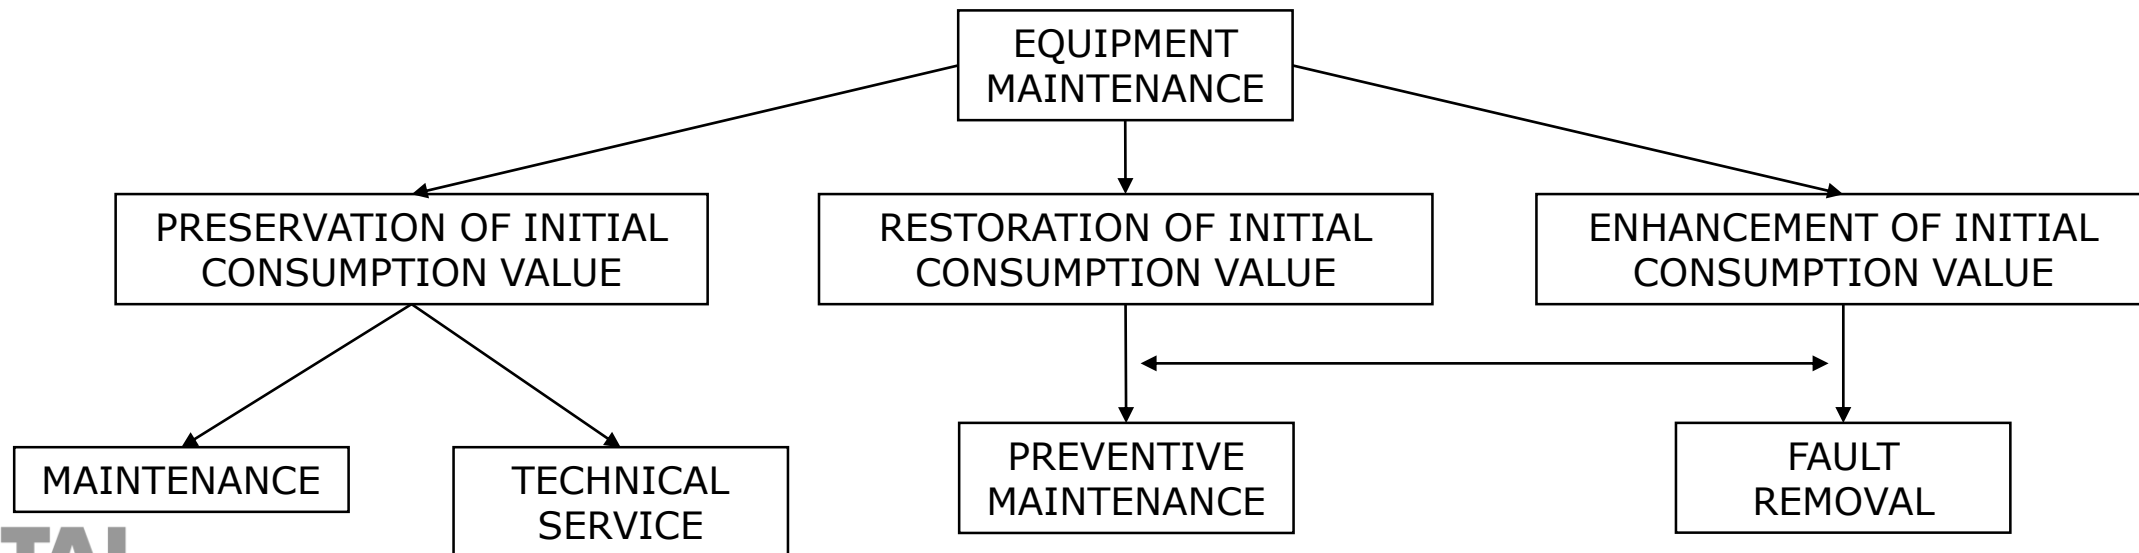 EQUIPMENT
MAINTENANCE
PRESERVATION OF INITIAL
CONSUMPTION VALUE
RESTORATION OF INITIAL
CONSUMPTION VALUE
ENHANCEMENT OF INITIAL
CONSUMPTION VALUE
MAINTENANCE
TECHNICAL
SERVICE
PREVENTIVE
MAINTENANCE
FAULT
REMOVAL